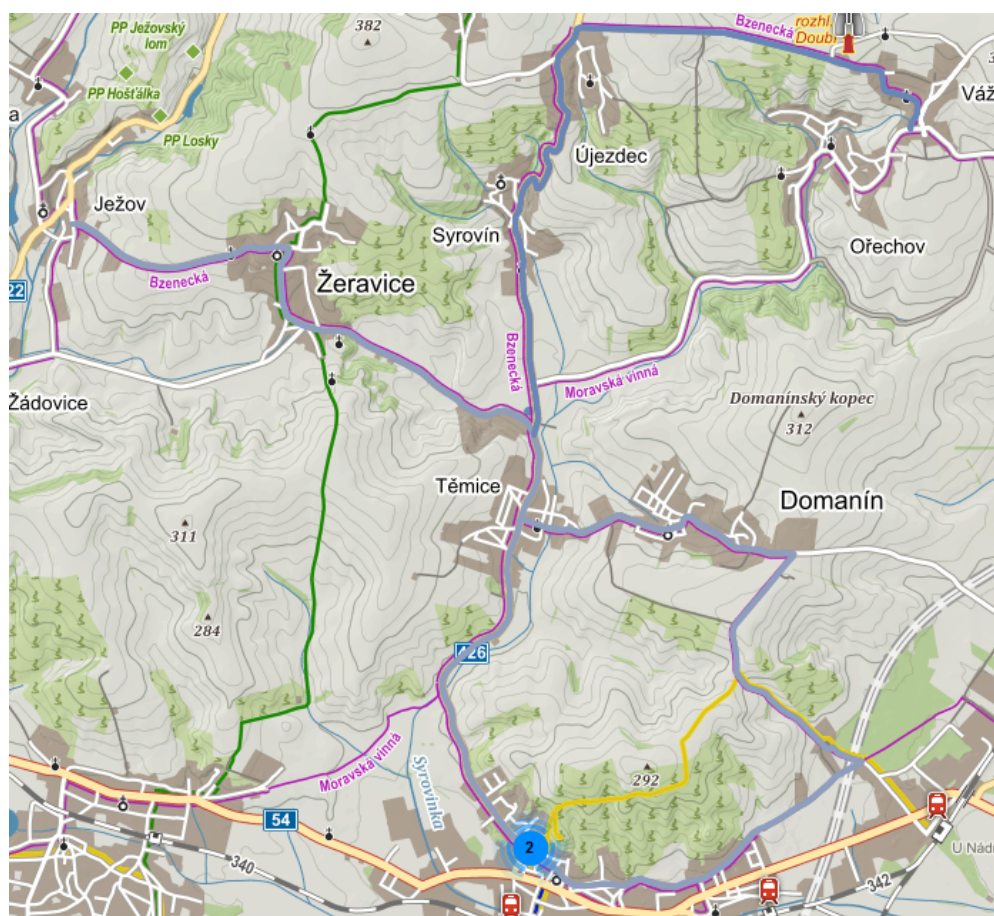 PP Ježovský
lom
382
Bzenecká
rozhl.
Doubí
PP Hošťálka
PP Losky
Újezdec
Ježov
Syrovín
Ořechov
Bzenecká
Žeravice
22
Bzenecká
Moravská vinná
Domanínský kopec
312
Žádovice
Těmice
Domanín
311
284
426
Moravská vinná
Syrovinka
292
54
2
340
342